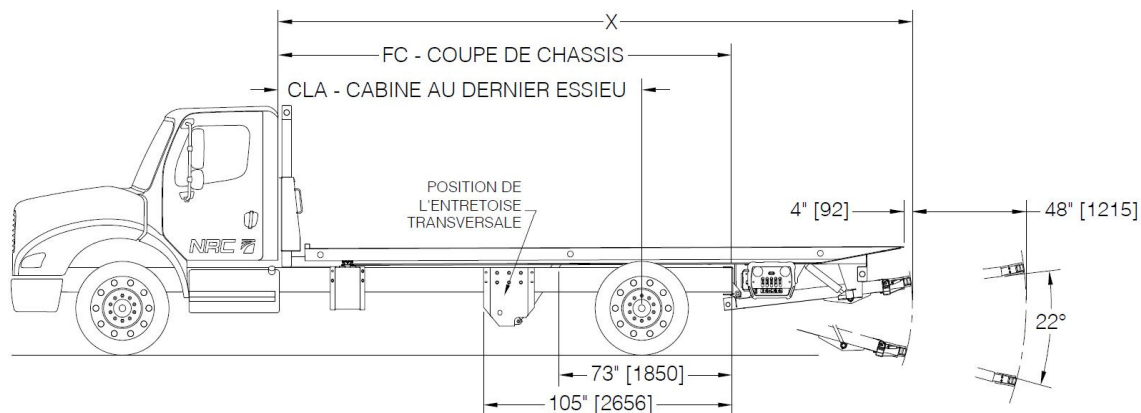 X
FC - COUPE DE CHASSIS
CLA - CABINE AU DERNIER ESSIEU
POSITION DE
L'ENTRETOISE
TRANSVERSALE
4" [92]
48" [1215]
NRC
22°
73" [1850]
105" [2656]